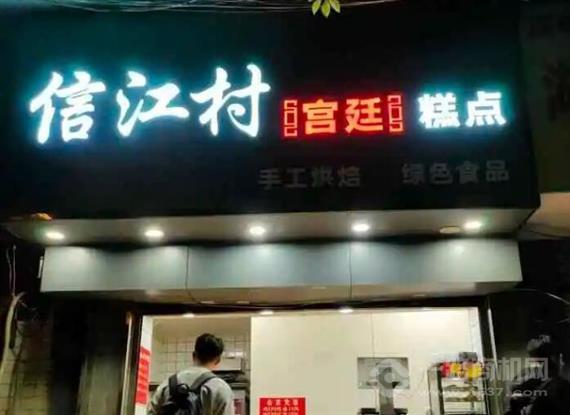 信江村 宫廷 糕点
手工烘焙 绿色食品